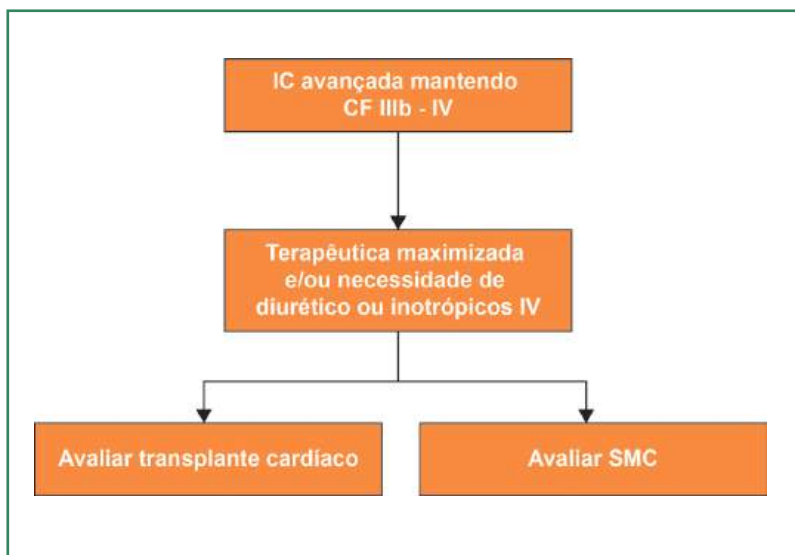 IC avançada mantendo
CF IIIb - IV
Terapêutica maximizada
e/ou necessidade de
diurético ou inotrópicos IV
Avaliar transplante cardíaco
Avaliar SMC